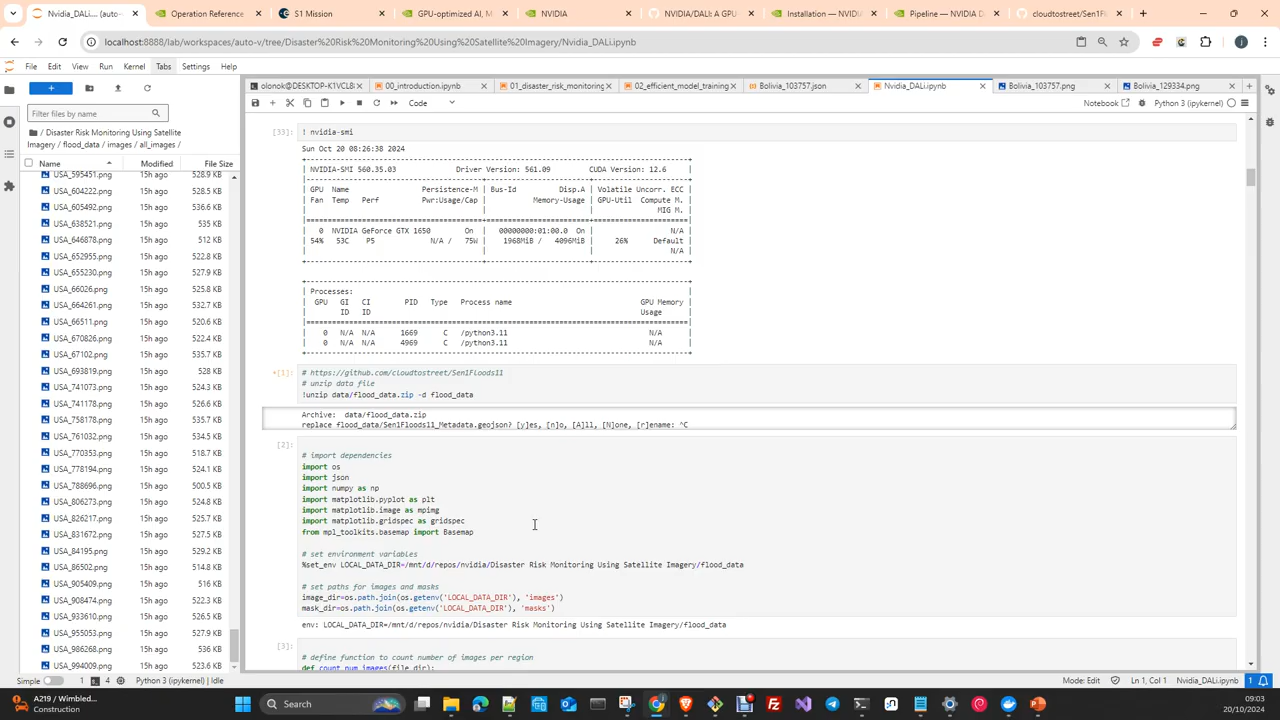 Nvidia_DALi (auto-
Operation Reference
S1 Mission
GPU-optimized AI, M
NVIDIA
NVIDIA/DALI: A GPU
Installation — NVIDIA
Pipeline — NVIDIA D
cloudtostreet/Sen1Fl
localhost:8888/lab/workspaces/auto-v/tree/Disaster%20Risk%20Monitoring%20Using%20Satellite%20Imagery/Nvidia_DALi.ipynb
File Edit View Run Kernel Tabs Settings Help
olonok@DESKTOP-K1VCL8
00_introduction.ipynb
01_disaster_risk_monitoring
02_efficient_model_training
Bolivia_103757.json
Nvidia_DALi.ipynb
Bolivia_103757.png
Bolivia_129334.png
Code
Notebook
Python 3 (ipykernel)
Filter files by name
/ Disaster Risk Monitoring Using Satellite
Imagery / flood_data / images / all_images /
Name Modified File Size
USA_595451.png 15h ago 528.9 KB
USA_604222.png 15h ago 528.5 KB
USA_605492.png 15h ago 536.6 KB
USA_638521.png 15h ago 535 KB
USA_646878.png 15h ago 512 KB
USA_652955.png 15h ago 522.8 KB
USA_655230.png 15h ago 527.9 KB
USA_66026.png 15h ago 525.8 KB
USA_664261.png 15h ago 532.7 KB
USA_66511.png 15h ago 520.6 KB
USA_670826.png 15h ago 522.4 KB
USA_67102.png 15h ago 535.7 KB
USA_693819.png 15h ago 528 KB
USA_741073.png 15h ago 524.3 KB
USA_741178.png 15h ago 526.6 KB
USA_758178.png 15h ago 535.7 KB
USA_761032.png 15h ago 534.5 KB
USA_770353.png 15h ago 518.7 KB
USA_778194.png 15h ago 524.1 KB
USA_788696.png 15h ago 500.5 KB
USA_806273.png 15h ago 524.8 KB
USA_826217.png 15h ago 525.7 KB
USA_831672.png 15h ago 527.5 KB
USA_84195.png 15h ago 529.2 KB
USA_86502.png 15h ago 514.8 KB
USA_905409.png 15h ago 516 KB
USA_908474.png 15h ago 522.3 KB
USA_933610.png 15h ago 526.5 KB
USA_955053.png 15h ago 527.9 KB
USA_986268.png 15h ago 536 KB
USA_994009.png 15h ago 523.6 KB
[33]: ! nvidia-smi
Sun Oct 20 08:26:38 2024
NVIDIA-SMI 560.35.03 Driver Version: 561.09 CUDA Version: 12.6
GPU Name Persistence-M | Bus-Id Disp.A | Volatile Uncorr. ECC
Fan Temp Perf Pwr:Usage/Cap | Memory-Usage | GPU-Util Compute M.
MIG M.
0 NVIDIA GeForce GTX 1650 On | 00000000:01:00.0 On | N/A
54% 53C P5 N/A / 75W | 1968MiB / 4096MiB | 26% Default
N/A
Processes:
GPU GI CI PID Type Process name GPU Memory
ID ID Usage
0 N/A N/A 1669 C /python3.11 N/A
0 N/A N/A 4969 C /python3.11 N/A
+[1]: # https://github.com/cloudtostreet/Sen1Floods11
# unzip data file
!unzip data/flood_data.zip -d flood_data
Archive: data/flood_data.zip
replace flood_data/Sen1Floods11_Metadata.geojson? [y]es, [n]o, [A]ll, [N]one, [r]ename: ^C
[2]:
# import dependencies
import os
import json
import numpy as np
import matplotlib.pyplot as plt
import matplotlib.image as mpimg
import matplotlib.gridspec as gridspec
from mpl_toolkits.basemap import Basemap
# set environment variables
%set_env LOCAL_DATA_DIR=/mnt/d/repos/nvidia/Disaster Risk Monitoring Using Satellite Imagery/flood_data
# set paths for images and masks
image_dir=os.path.join(os.getenv('LOCAL_DATA_DIR'), 'images')
mask_dir=os.path.join(os.getenv('LOCAL_DATA_DIR'), 'masks')
env: LOCAL_DATA_DIR=/mnt/d/repos/nvidia/Disaster Risk Monitoring Using Satellite Imagery/flood_data
[3]:
# define function to count number of images per region
def count_num_images(file_dir):
Simple 1 4 Python 3 (ipykernel) | Idle
Mode: Edit Ln 1, Col 1 Nvidia_DALi.ipynb 1
A219 / Wimbled...
Construction
Search
09:03
20/10/2024